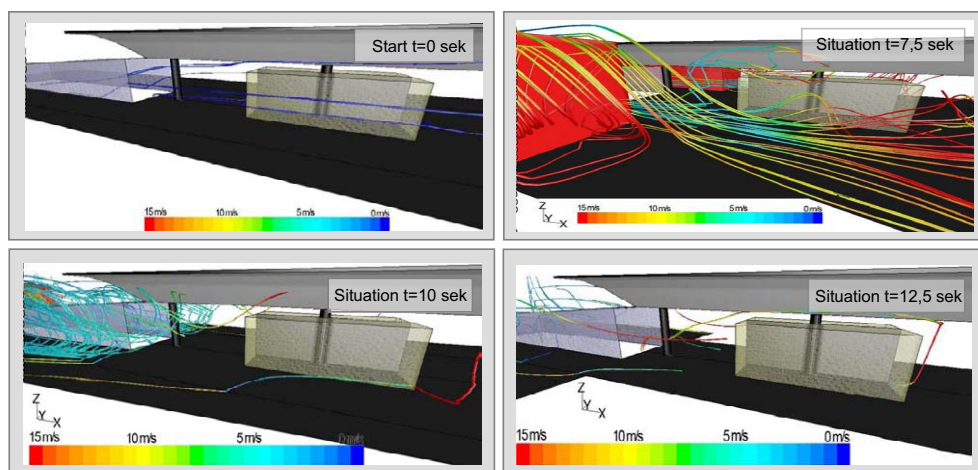 Start t=0 sek
15m/s 10m/s 5m/s 0m/s
Situation t=7,5 sek
Z
Y
X
15m/s 10m/s 5m/s 0m/s
Situation t=10 sek
Z
Y
X
15m/s 10m/s 5m/s 0m/s
Situation t=12,5 sek
Z
Y
X
15m/s 10m/s 5m/s 0m/s